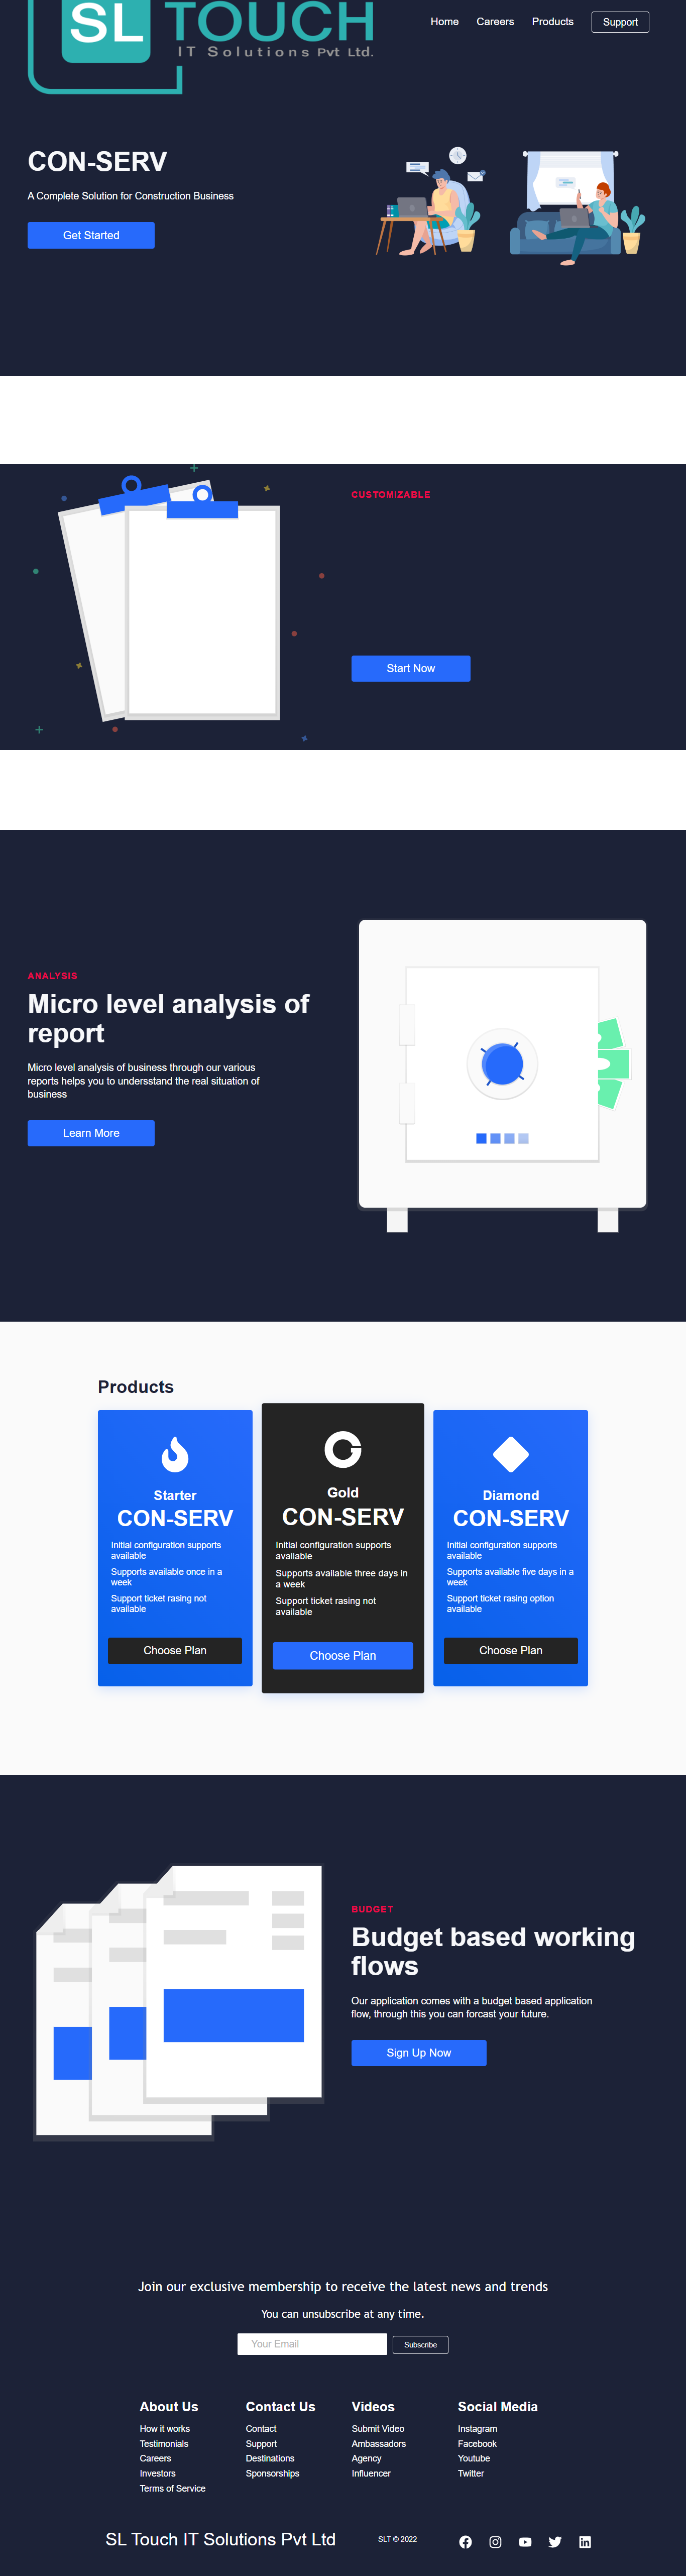 SL TOUCH
IT Solutions Pvt Ltd.
Home Careers Products Support
CON-SERV
A Complete Solution for Construction Business
Get Started
CUSTOMIZABLE
Start Now
ANALYSIS
Micro level analysis of
report
Micro level analysis of business through our various
reports helps you to undersstand the real situation of
business
Learn More
Products
Starter
CON-SERV
Initial configuration supports
available
Supports available once in a
week
Support ticket rasing not
available
Choose Plan
Gold
CON-SERV
Initial configuration supports
available
Supports available three days in
a week
Support ticket rasing not
available
Choose Plan
Diamond
CON-SERV
Initial configuration supports
available
Supports available five days in a
week
Support ticket rasing option
available
Choose Plan
BUDGET
Budget based working
flows
Our application comes with a budget based application
flow, through this you can forcast your future.
Sign Up Now
Join our exclusive membership to receive the latest news and trends
You can unsubscribe at any time.
Your Email Subscribe
About Us
How it works
Testimonials
Careers
Investors
Terms of Service
Contact Us
Contact
Support
Destinations
Sponsorships
Videos
Submit Video
Ambassadors
Agency
Influencer
Social Media
Instagram
Facebook
Youtube
Twitter
SL Touch IT Solutions Pvt Ltd SLT © 2022